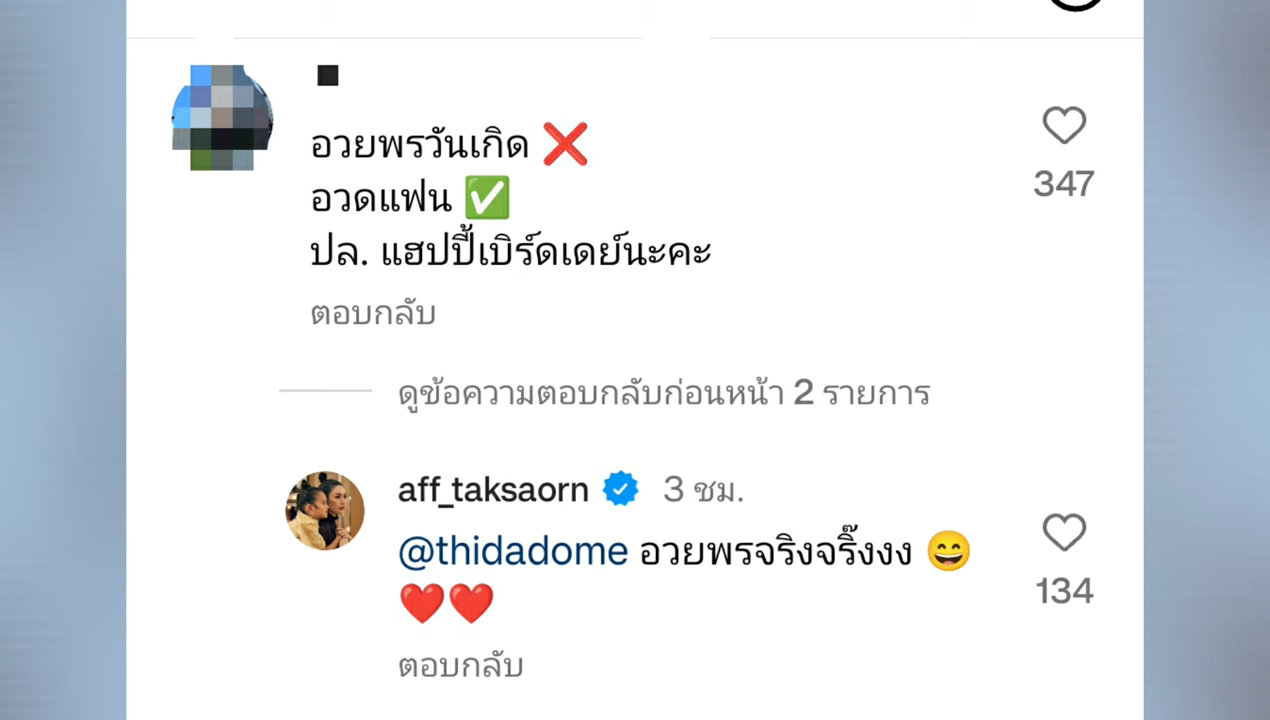 อวยพรวันเกิด ❌
อวดแฟน ✅
ปล. แฮปปี้เบิร์ดเดย์นะคะ
347
ตอบกลับ
ดูข้อความตอบกลับก่อนหน้า 2 รายการ
aff_taksaorn 3 ชม.
@thidadome อวยพรจริงจริ๊งงง 😄
❤️❤️
134
ตอบกลับ